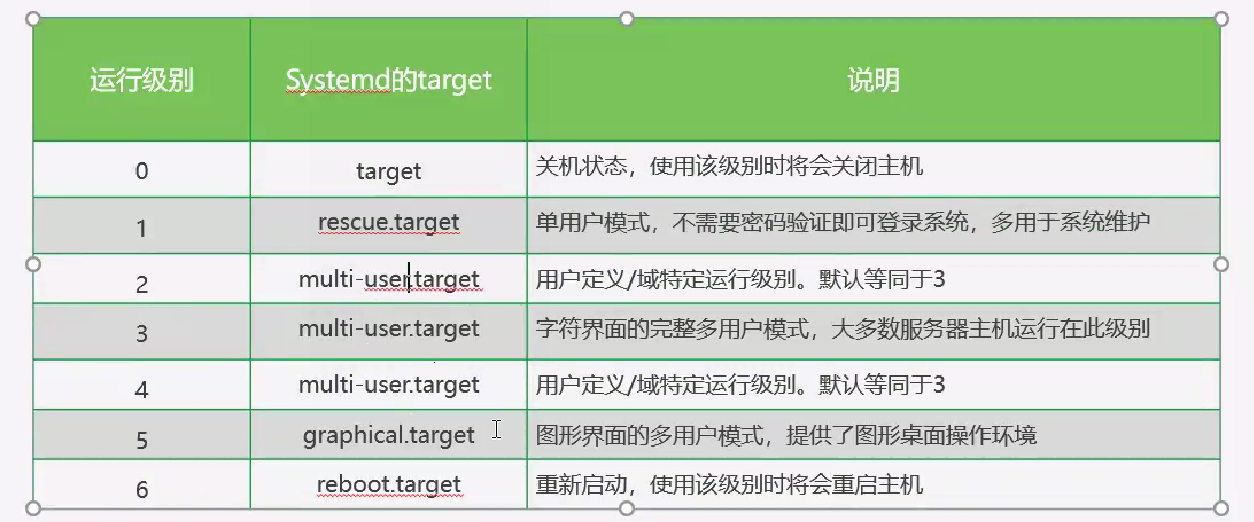 运行级别 Systemd的target 说明
0 target 关机状态，使用该级别时将会关闭主机
1 rescue.target 单用户模式，不需要密码验证即可登录系统，多用于系统维护
2 multi-user.target 用户定义/域特定运行级别。默认等同于3
3 multi-user.target 字符界面的完整多用户模式，大多数服务器主机运行在此级别
4 multi-user.target 用户定义/域特定运行级别。默认等同于3
5 graphical.target 图形界面的多用户模式，提供了图形桌面操作环境
6 reboot.target 重新启动，使用该级别时将会重启主机